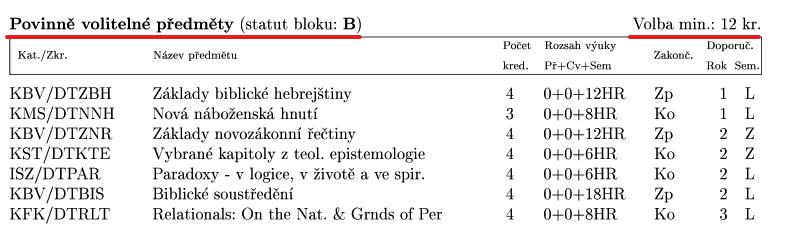 Povinně volitelné předměty (statut bloku: B) Volba min.: 12 kr.
Kat./Zkr. Název předmětu Počet kred. Rozsah výuky Př+Cv+Sem Zakonč. Doporuč. Rok Sem.
KBV/DTZBH Základy biblické hebrejštiny 4 0+0+12HR Zp 1 L
KMS/DTNNH Nová náboženská hnutí 3 0+0+8HR Ko 1 L
KBV/DTZNR Základy novozákonní řečtiny 4 0+0+12HR Zp 2 Z
KST/DTKTE Vybrané kapitoly z teol. epistemologie 4 0+0+6HR Ko 2 Z
ISZ/DTPAR Paradoxy - v logice, v životě a ve spir. 4 0+0+6HR Ko 2 L
KBV/DTBIS Biblické soustředění 4 0+0+18HR Zp 2 L
KFK/DTRLT Relationals: On the Nat. & Grnds of Per 4 0+0+8HR Ko 3 L